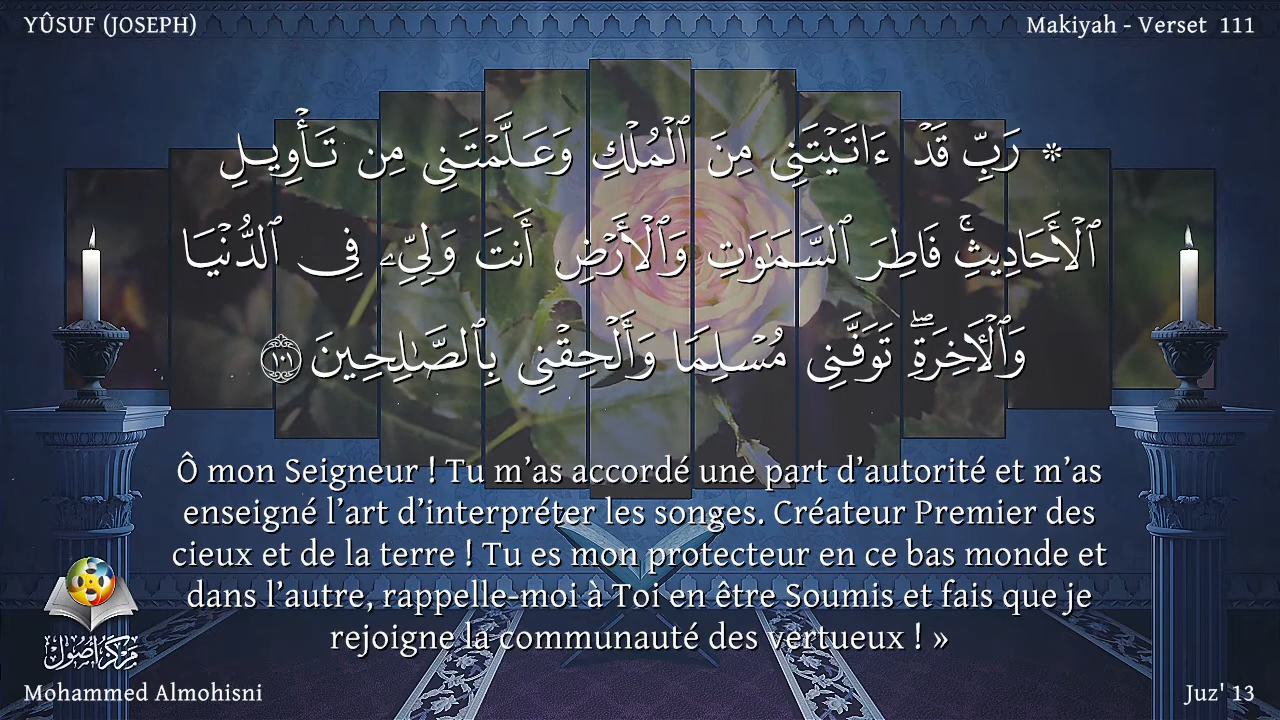 YÛSUF (JOSEPH)
Makiyah - Verset 111
۞ رَبِّ قَدْ ءَاتَيْتَنِى مِنَ ٱلْمُلْكِ وَعَلَّمْتَنِى مِن تَأْوِيلِ
ٱلْأَحَادِيثِ ۚ فَاطِرَ ٱلسَّمَٰوَٰتِ وَٱلْأَرْضِ أَنتَ وَلِىِّۦ فِى ٱلدُّنْيَا
وَٱلْأٓخِرَةِ ۖ تَوَفَّنِى مُسْلِمًا وَأَلْحِقْنِى بِٱلصَّٰلِحِينَ ١٠١
Ô mon Seigneur ! Tu m’as accordé une part d’autorité et m’as
enseigné l’art d’interpréter les songes. Créateur Premier des
cieux et de la terre ! Tu es mon protecteur en ce bas monde et
dans l’autre, rappelle-moi à Toi en être Soumis et fais que je
rejoigne la communauté des vertueux ! »
مركز أصول
Mohammed Almohisni
Juz' 13